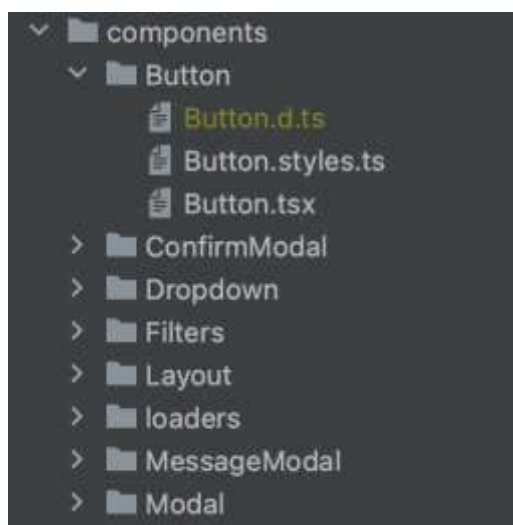 components
Button
Button.d.ts
Button.styles.ts
Button.tsx
ConfirmModal
Dropdown
Filters
Layout
loaders
MessageModal
Modal